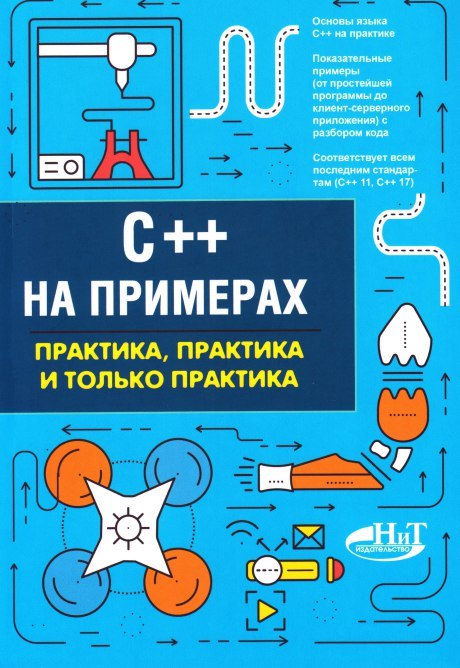 Основы языка
C++ на практике
Показательные
примеры
(от простейшей
программы до
клиент-серверного
приложения) с
разбором кода
Соответствует всем
последним стандар-
там (C++ 11, C++ 17)
C++
НА ПРИМЕРАХ
ПРАКТИКА, ПРАКТИКА
И ТОЛЬКО ПРАКТИКА
НиТ
ИЗДАТЕЛЬСТВО